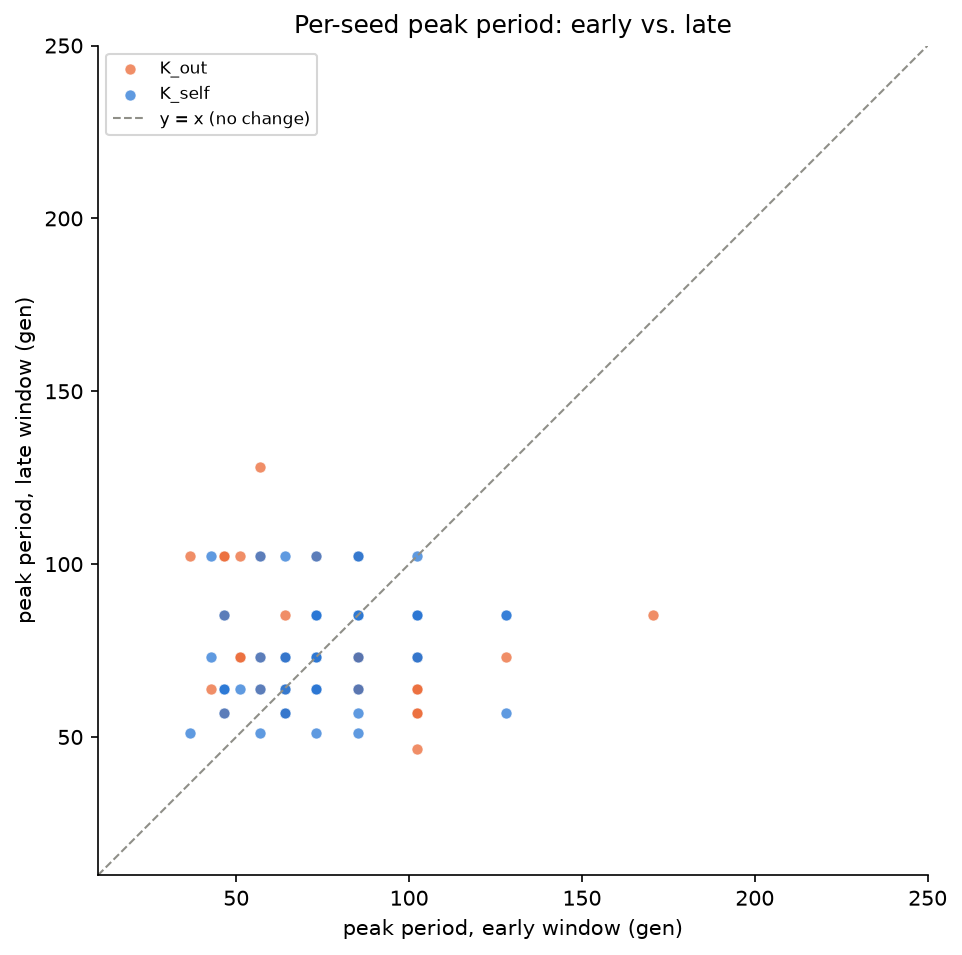 Per-seed peak period: early vs. late
K_out
K_self
y = x (no change)
250
200
150
100
50
peak period, late window (gen)
50
100
150
200
250
peak period, early window (gen)